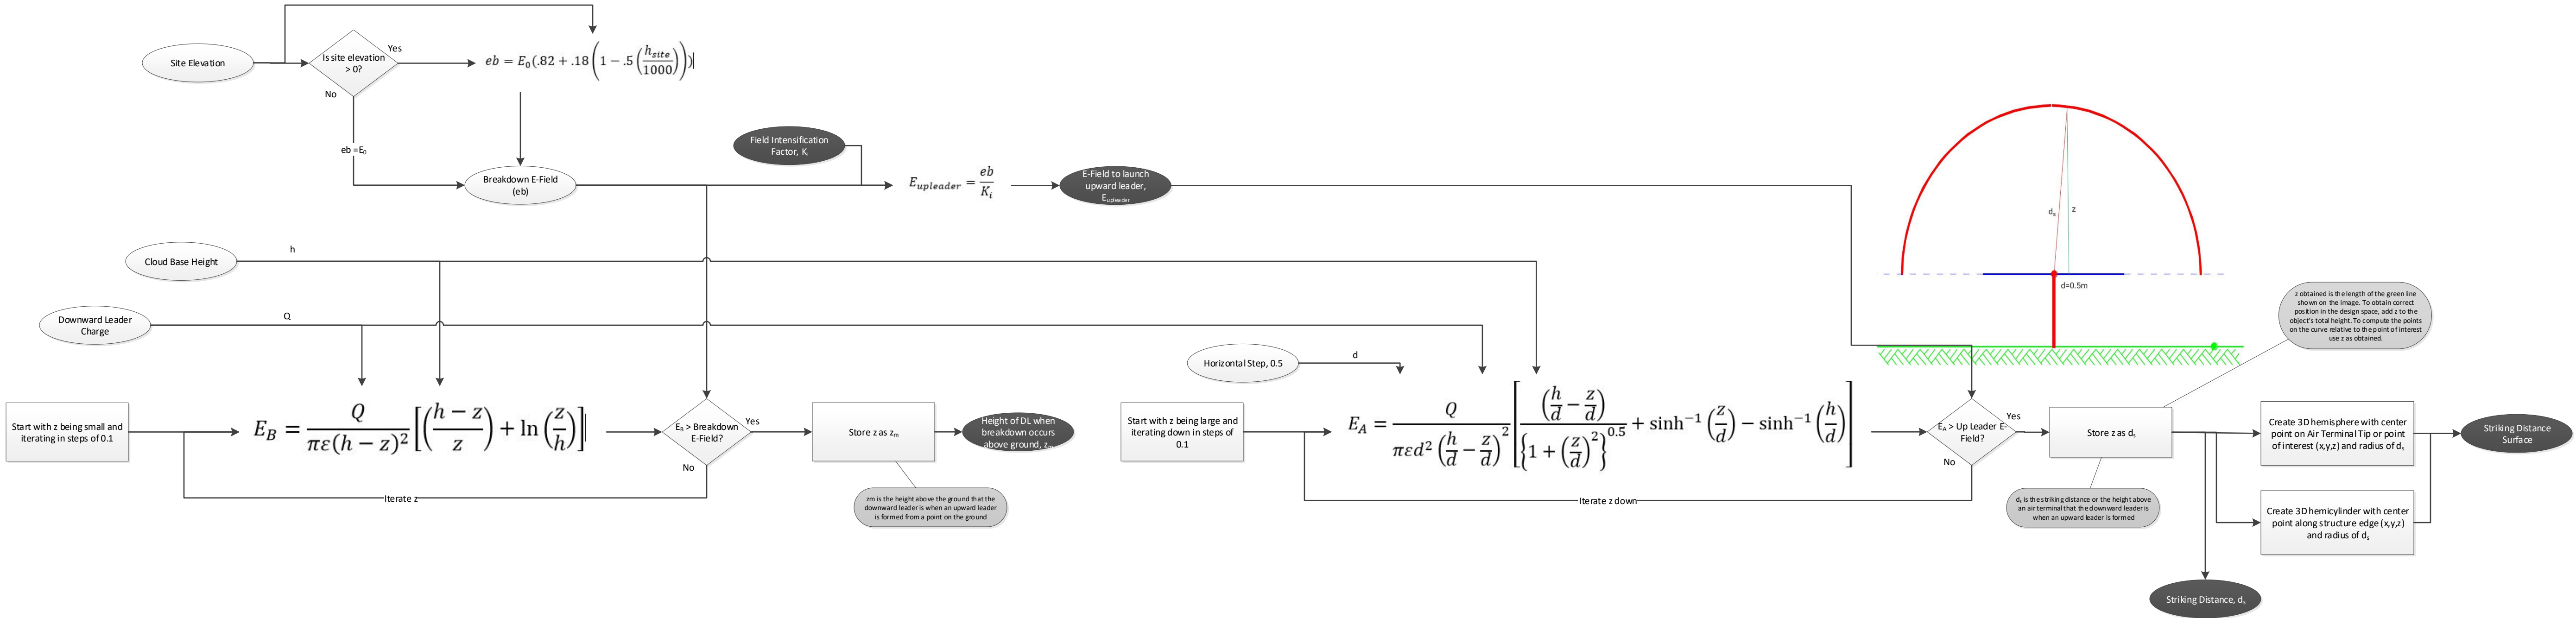 Site Elevation
Is site elevation
> 0?
Yes
No
eb = E₀(.82 + .18(1 − .5(h_site/1000)))
eb =E₀
Breakdown E-Field
(eb)
Field Intensification
Factor, Kᵢ
E_upleader = eb/Kᵢ
E-Field to launch
upward leader,
E_upleader
Cloud Base Height
h
Downward Leader
Charge
Q
Start with z being small and
iterating in steps of 0.1
E_B = Q/(πε(h − z)²) [((h − z)/z) + ln(z/h)]
E_B > Breakdown
E-Field?
Yes
No
Iterate z
Store z as zₘ
Height of DL when
breakdown occurs
above ground, zₘ
zm is the height above the ground that the
downward leader is when an upward leader
is formed from a point on the ground
Horizontal Step, 0.5
d
Start with z being large and
iterating down in steps of
0.1
E_A = Q/(πεd²(h/d − z/d)²) [(h/d − z/d)/{1 + (z/d)²}^0.5 + sinh⁻¹(z/d) − sinh⁻¹(h/d)]
E_A > Up Leader E-
Field?
Yes
No
Iterate z down
Store z as dₛ
dₛ is the striking distance or the height above
an air terminal that the downward leader is
when an upward leader is formed
dₛ
z
d=0.5m
z obtained is the length of the green line
shown on the image. To obtain correct
position in the design space, add z to the
object's total height. To compute the points
on the curve relative to the point of interest
use z as obtained.
Create 3D hemisphere with center
point on Air Terminal Tip or point
of interest (x,y,z) and radius of dₛ
Create 3D hemicylinder with center
point along structure edge (x,y,z)
and radius of dₛ
Striking Distance
Surface
Striking Distance, dₛ